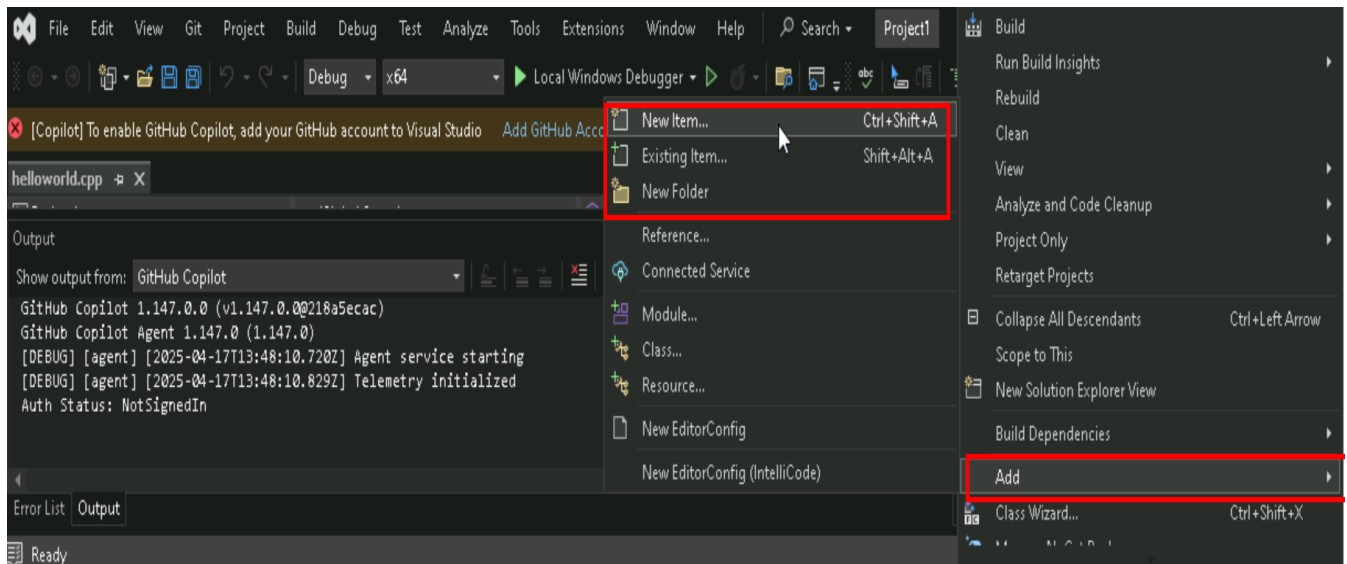 File Edit View Git Project Build Debug Test Analyze Tools Extensions Window Help Search Project1
Debug x64 Local Windows Debugger
[Copilot] To enable GitHub Copilot, add your GitHub account to Visual Studio Add GitHub Acco
helloworld.cpp
Output
Show output from: GitHub Copilot
GitHub Copilot 1.147.0.0 (v1.147.0.0@218a5ecac)
GitHub Copilot Agent 1.147.0 (1.147.0)
[DEBUG] [agent] [2025-04-17T13:48:10.720Z] Agent service starting
[DEBUG] [agent] [2025-04-17T13:48:10.829Z] Telemetry initialized
Auth Status: NotSignedIn
Error List Output
Ready
New Item... Ctrl+Shift+A
Existing Item... Shift+Alt+A
New Folder
Reference...
Connected Service
Module...
Class...
Resource...
New EditorConfig
New EditorConfig (IntelliCode)
Build
Run Build Insights
Rebuild
Clean
View
Analyze and Code Cleanup
Project Only
Retarget Projects
Collapse All Descendants Ctrl+Left Arrow
Scope to This
New Solution Explorer View
Build Dependencies
Add
Class Wizard... Ctrl+Shift+X